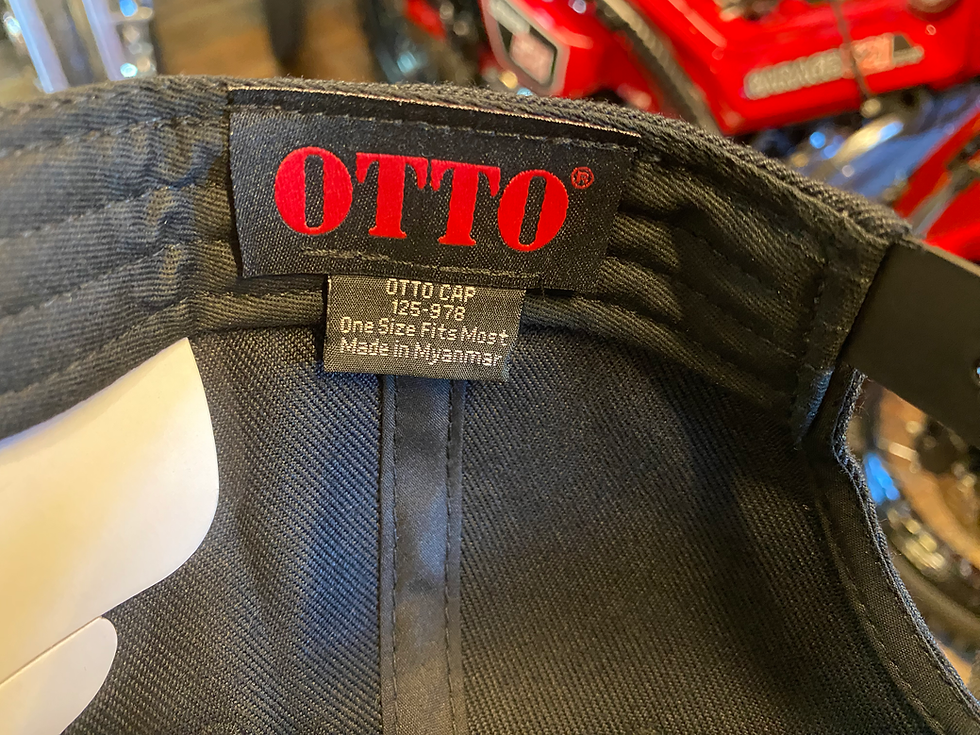 OTTO®
OTTO CAP
125-978
One Size Fits Most
Made in Myanmar